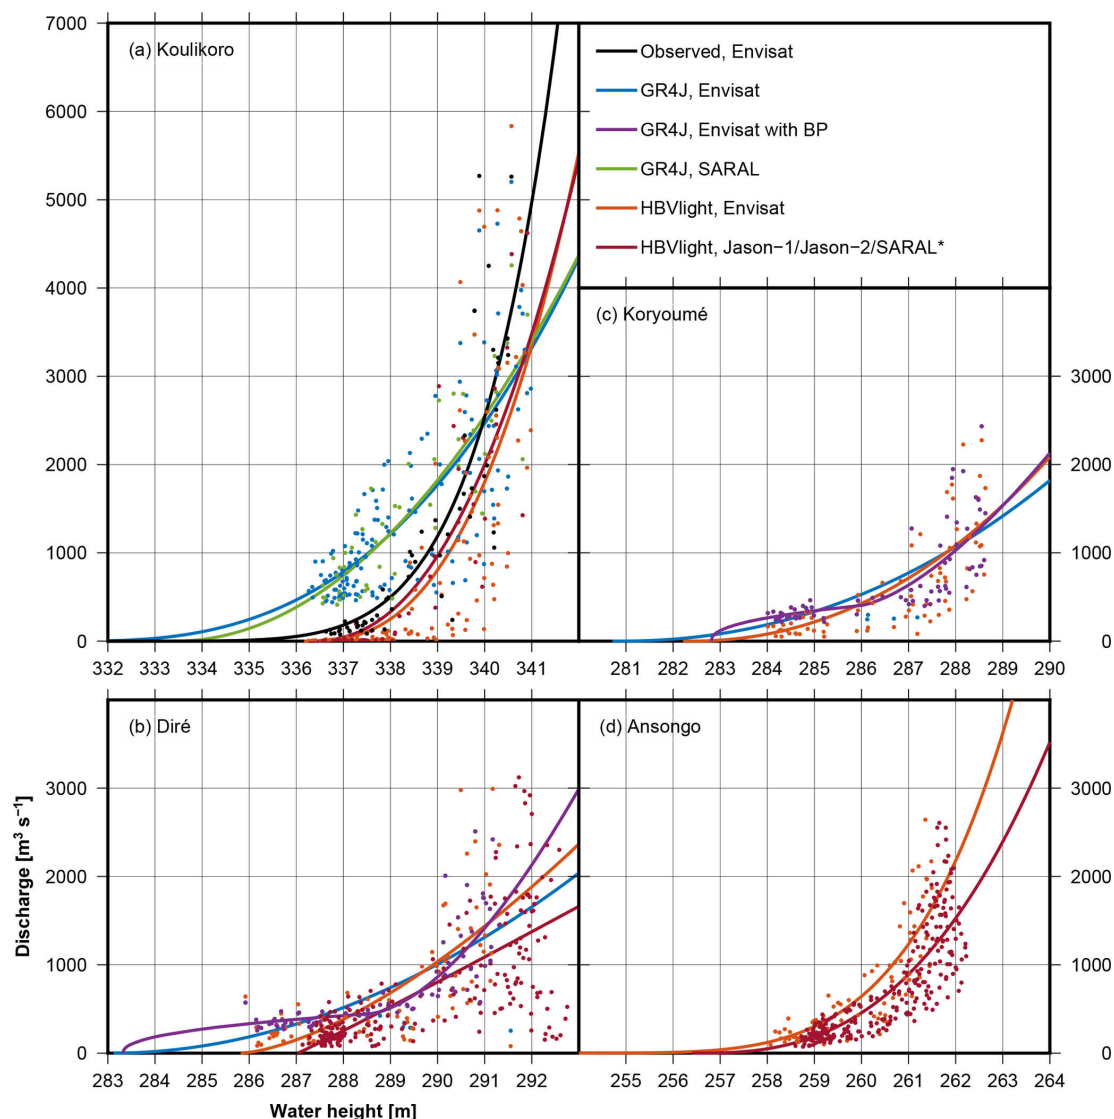 7000
6000
5000
4000
3000
2000
1000
0
(a) Koulikoro
332 333 334 335 336 337 338 339 340 341
Observed, Envisat
GR4J, Envisat
GR4J, Envisat with BP
GR4J, SARAL
HBVlight, Envisat
HBVlight, Jason−1/Jason−2/SARAL*
(c) Koryoumé
3000
2000
1000
0
281 282 283 284 285 286 287 288 289 290
(b) Diré
3000
2000
1000
0
283 284 285 286 287 288 289 290 291 292
(d) Ansongo
3000
2000
1000
0
255 256 257 258 259 260 261 262 263 264
Discharge [m³ s⁻¹]
Water height [m]